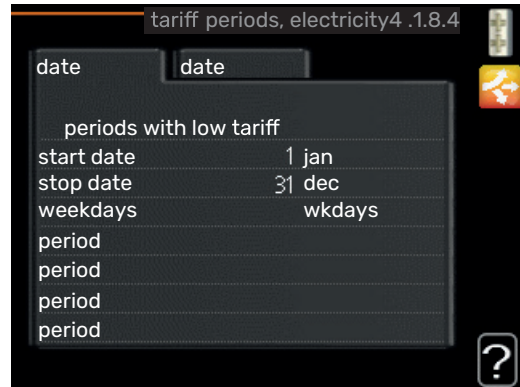 tariff periods, electricity4 .1.8.4
date date
periods with low tariff
start date 1 jan
stop date 31 dec
weekdays wkdays
period
period
period
period
?